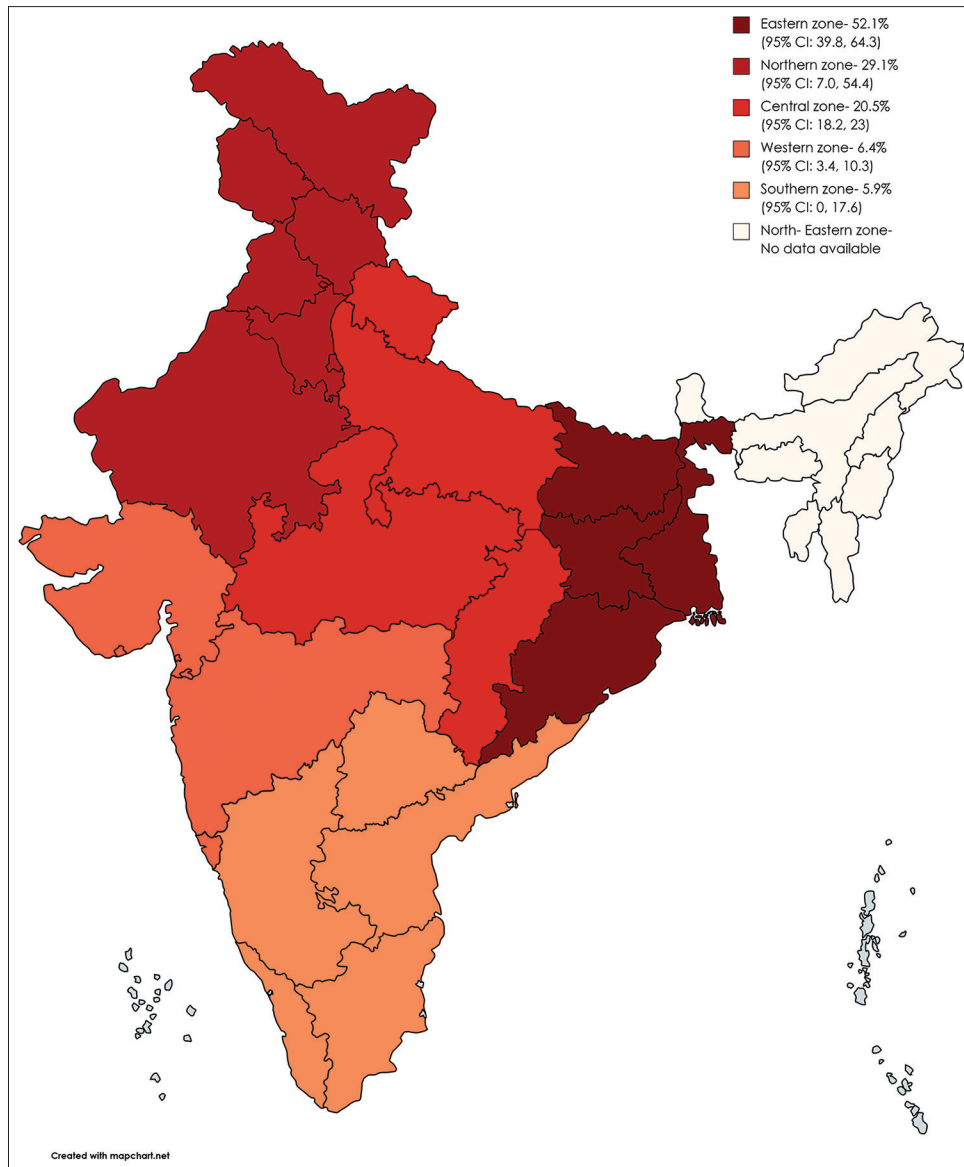 Eastern zone- 52.1%
(95% CI: 39.8, 64.3)
Northern zone- 29.1%
(95% CI: 7.0, 54.4)
Central zone- 20.5%
(95% CI: 18.2, 23)
Western zone- 6.4%
(95% CI: 3.4, 10.3)
Southern zone- 5.9%
(95% CI: 0, 17.6)
North- Eastern zone-
No data available
Created with mapchart.net